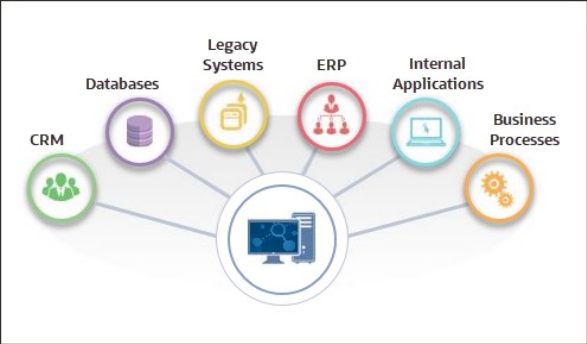 CRM
Databases
Legacy
Systems
ERP
Internal
Applications
Business
Processes